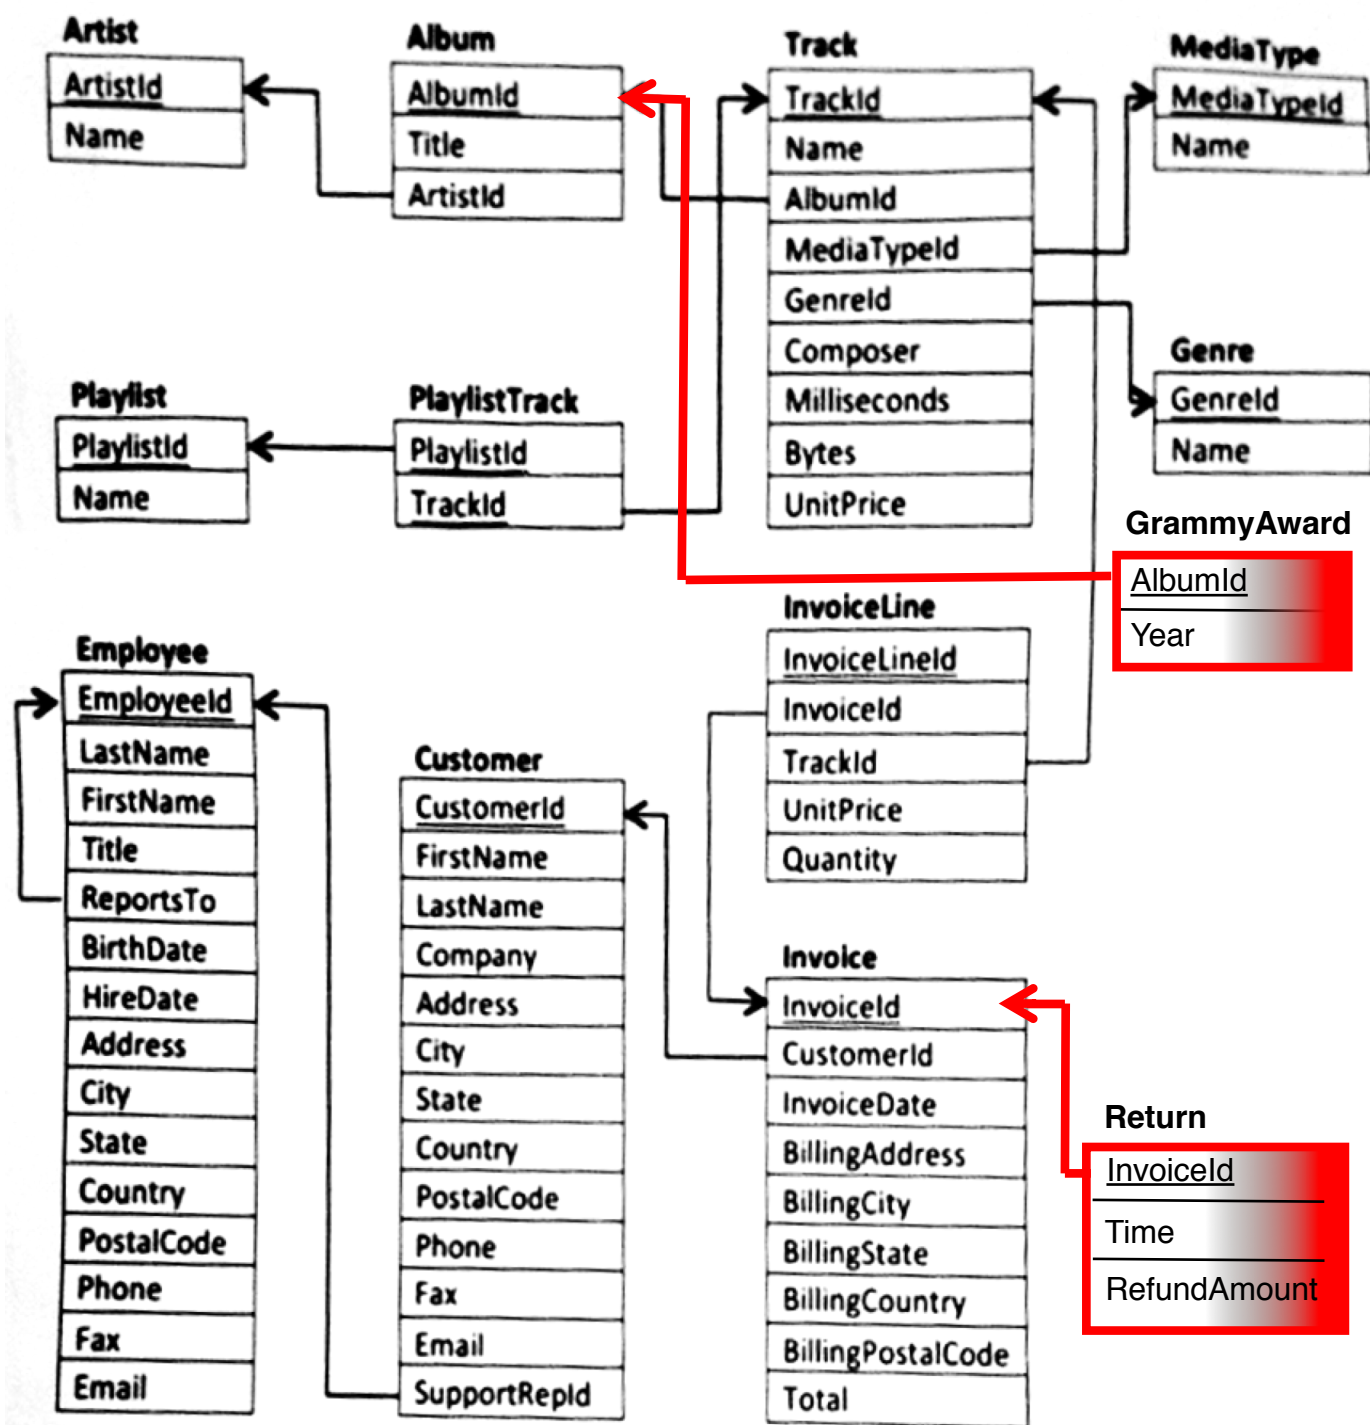 Artist
ArtistId
Name
Album
AlbumId
Title
ArtistId
Track
TrackId
Name
AlbumId
MediaTypeId
GenreId
Composer
Milliseconds
Bytes
UnitPrice
MediaType
MediaTypeId
Name
Genre
GenreId
Name
Playlist
PlaylistId
Name
PlaylistTrack
PlaylistId
TrackId
GrammyAward
AlbumId
Year
Employee
EmployeeId
LastName
FirstName
Title
ReportsTo
BirthDate
HireDate
Address
City
State
Country
PostalCode
Phone
Fax
Email
Customer
CustomerId
FirstName
LastName
Company
Address
City
State
Country
PostalCode
Phone
Fax
Email
SupportRepId
InvoiceLine
InvoiceLineId
InvoiceId
TrackId
UnitPrice
Quantity
Invoice
InvoiceId
CustomerId
InvoiceDate
BillingAddress
BillingCity
BillingState
BillingCountry
BillingPostalCode
Total
Return
InvoiceId
Time
RefundAmount